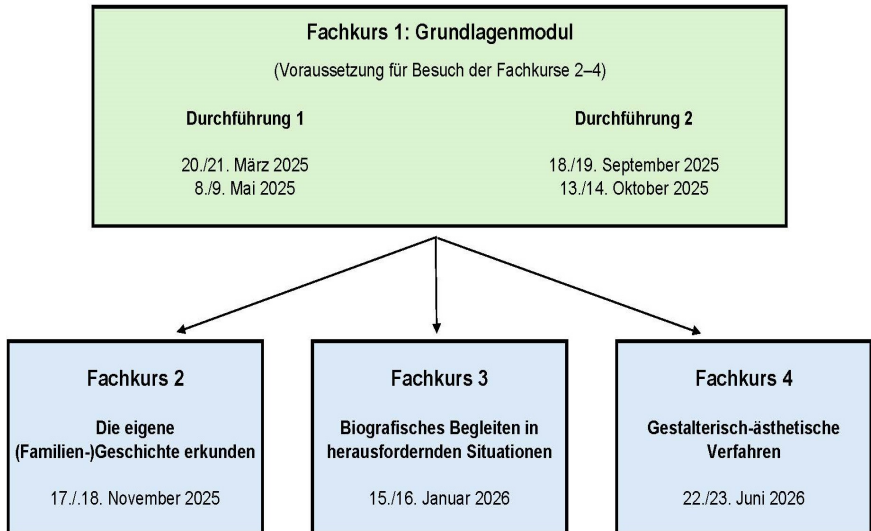 Fachkurs 1: Grundlagenmodul
(Voraussetzung für Besuch der Fachkurse 2–4)
Durchführung 1
20./21. März 2025
8./9. Mai 2025
Durchführung 2
18./19. September 2025
13./14. Oktober 2025
Fachkurs 2
Die eigene
(Familien-)Geschichte erkunden
17./.18. November 2025
Fachkurs 3
Biografisches Begleiten in
herausfordernden Situationen
15./16. Januar 2026
Fachkurs 4
Gestalterisch-ästhetische
Verfahren
22./23. Juni 2026